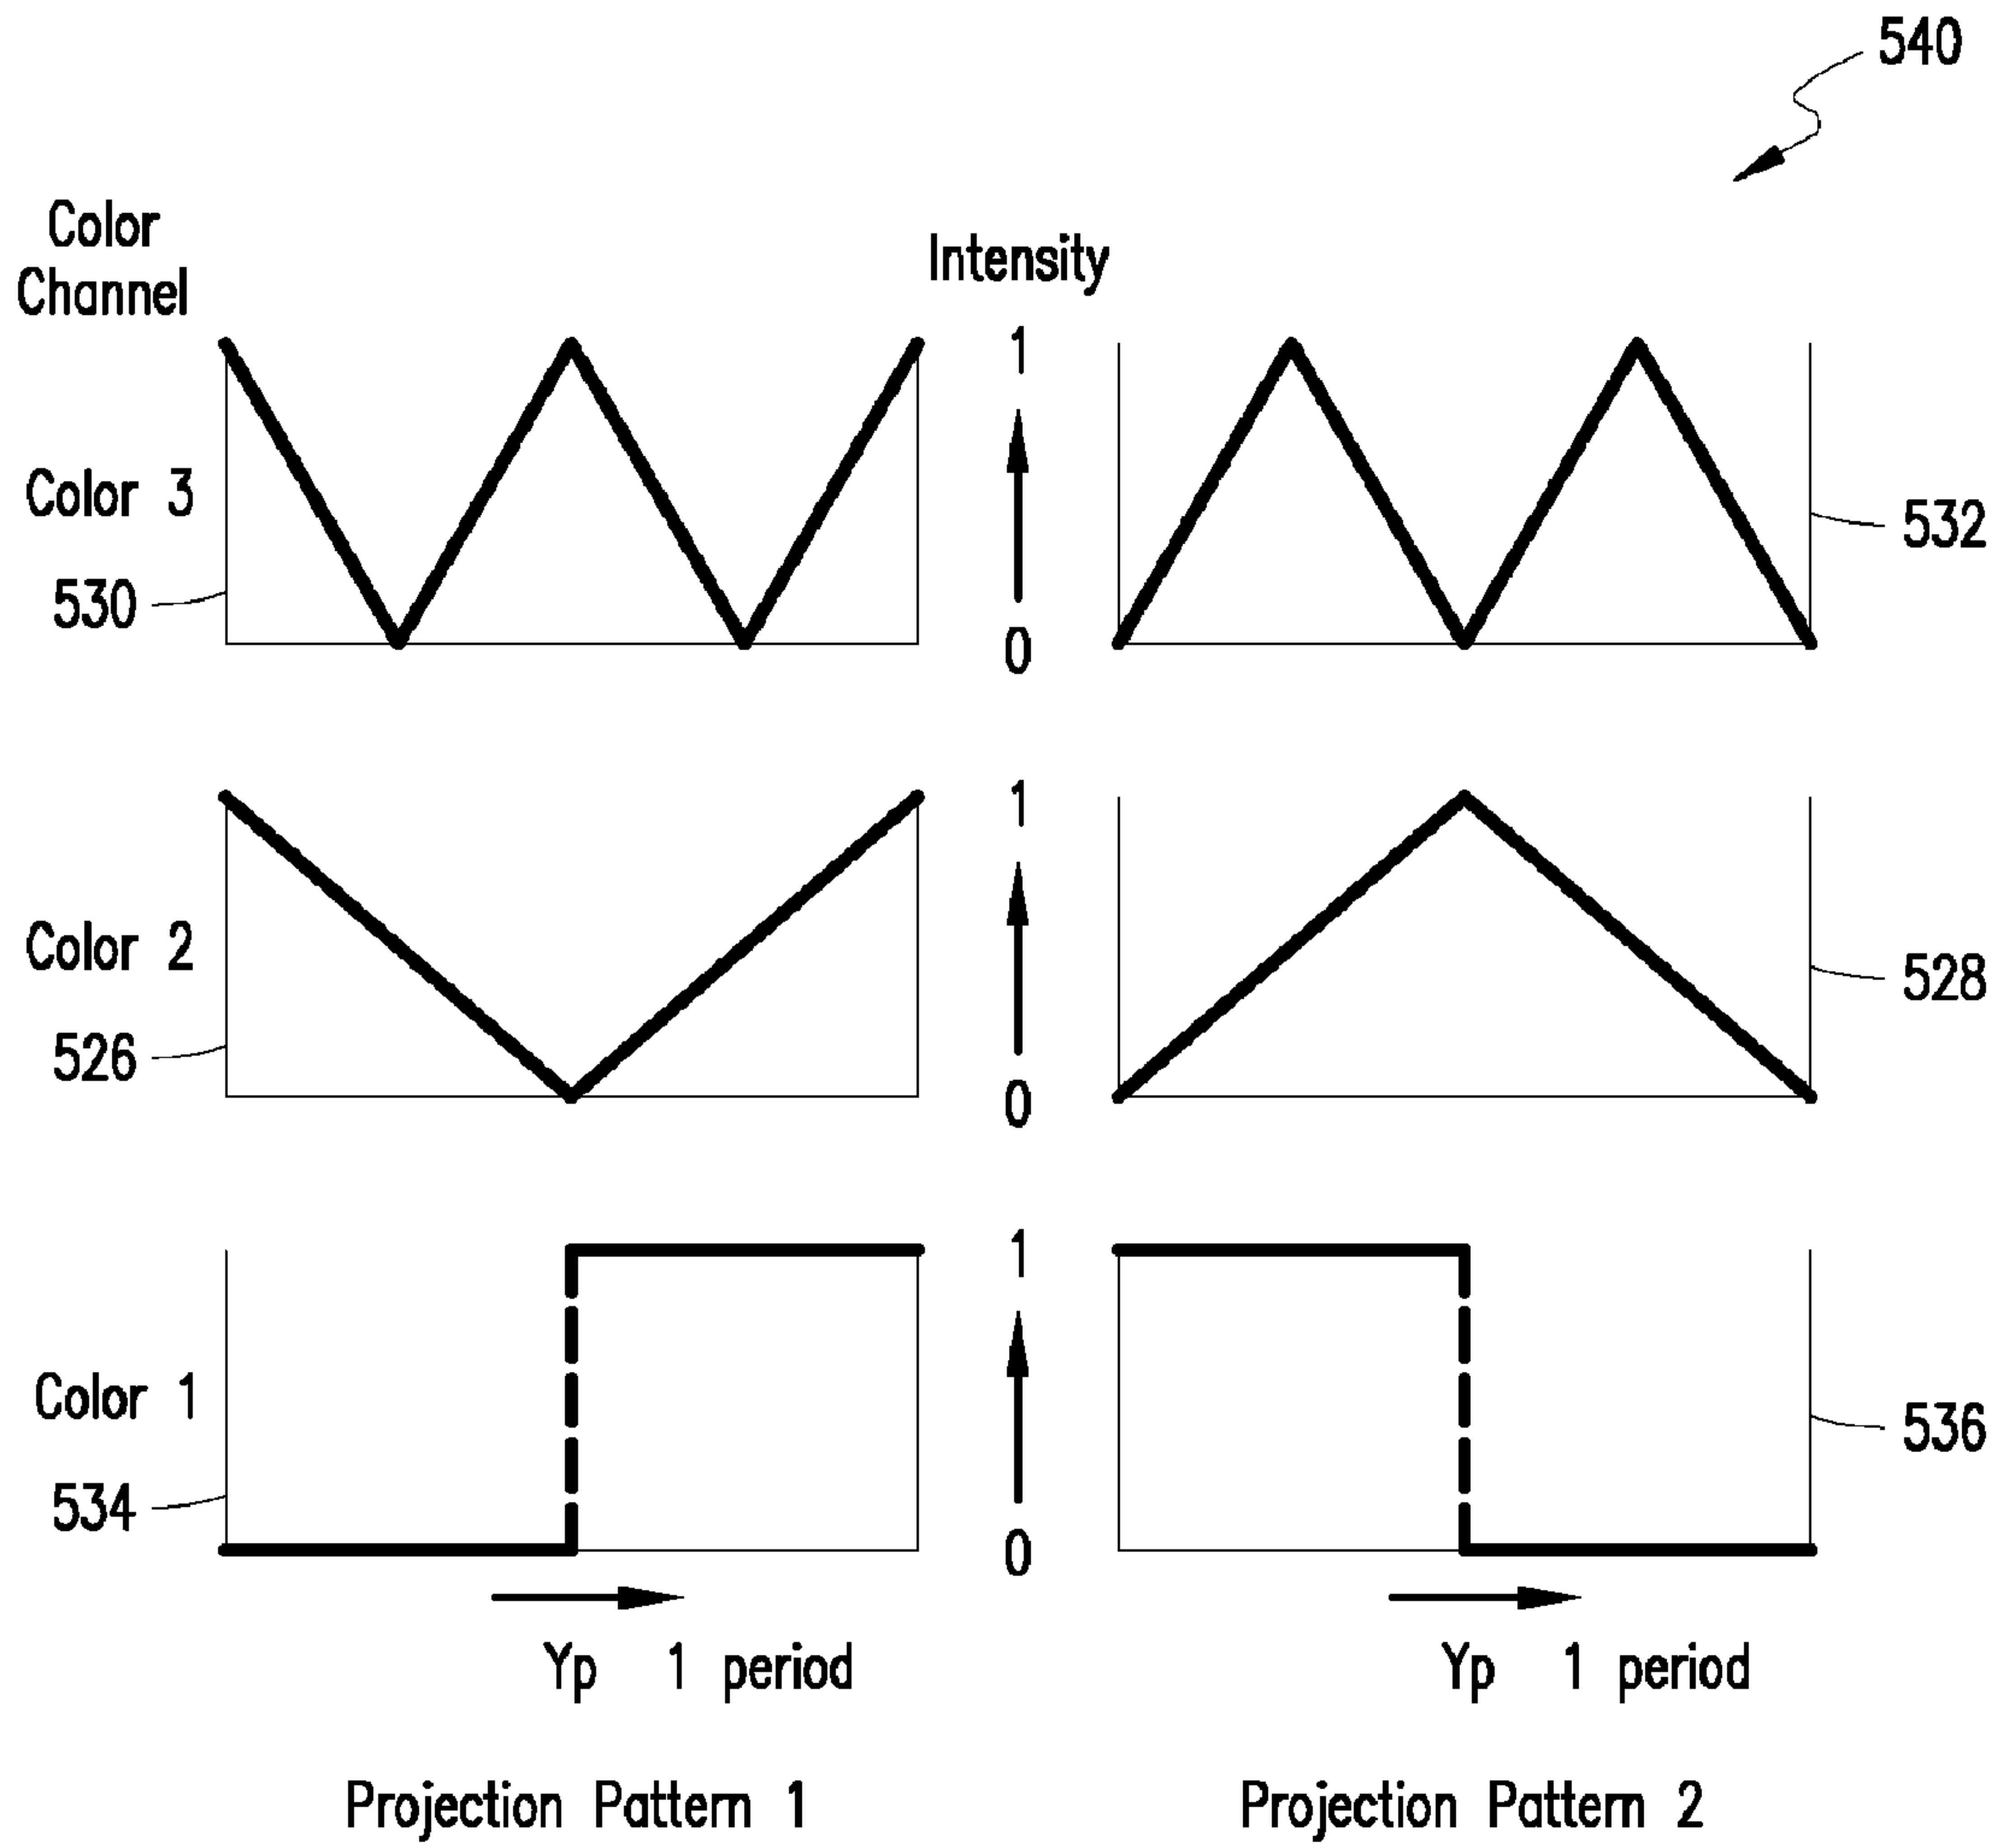 540
Color
Channel
Intensity
1
Color 3
532
530
0
1
Color 2
528
526
0
1
Color 1
536
534
0
Yp 1 period
Yp 1 period
Projection Pattern 1
Projection Pattern 2